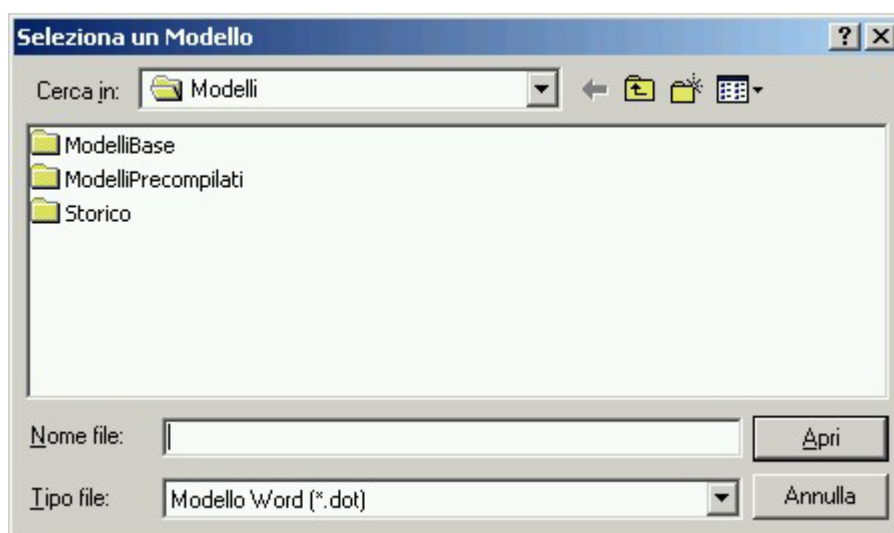 Seleziona un Modello
Cerca in: Modelli
ModelliBase
ModelliPrecompilati
Storico
Nome file: Apri
Tipo file: Modello Word (*.dot) Annulla